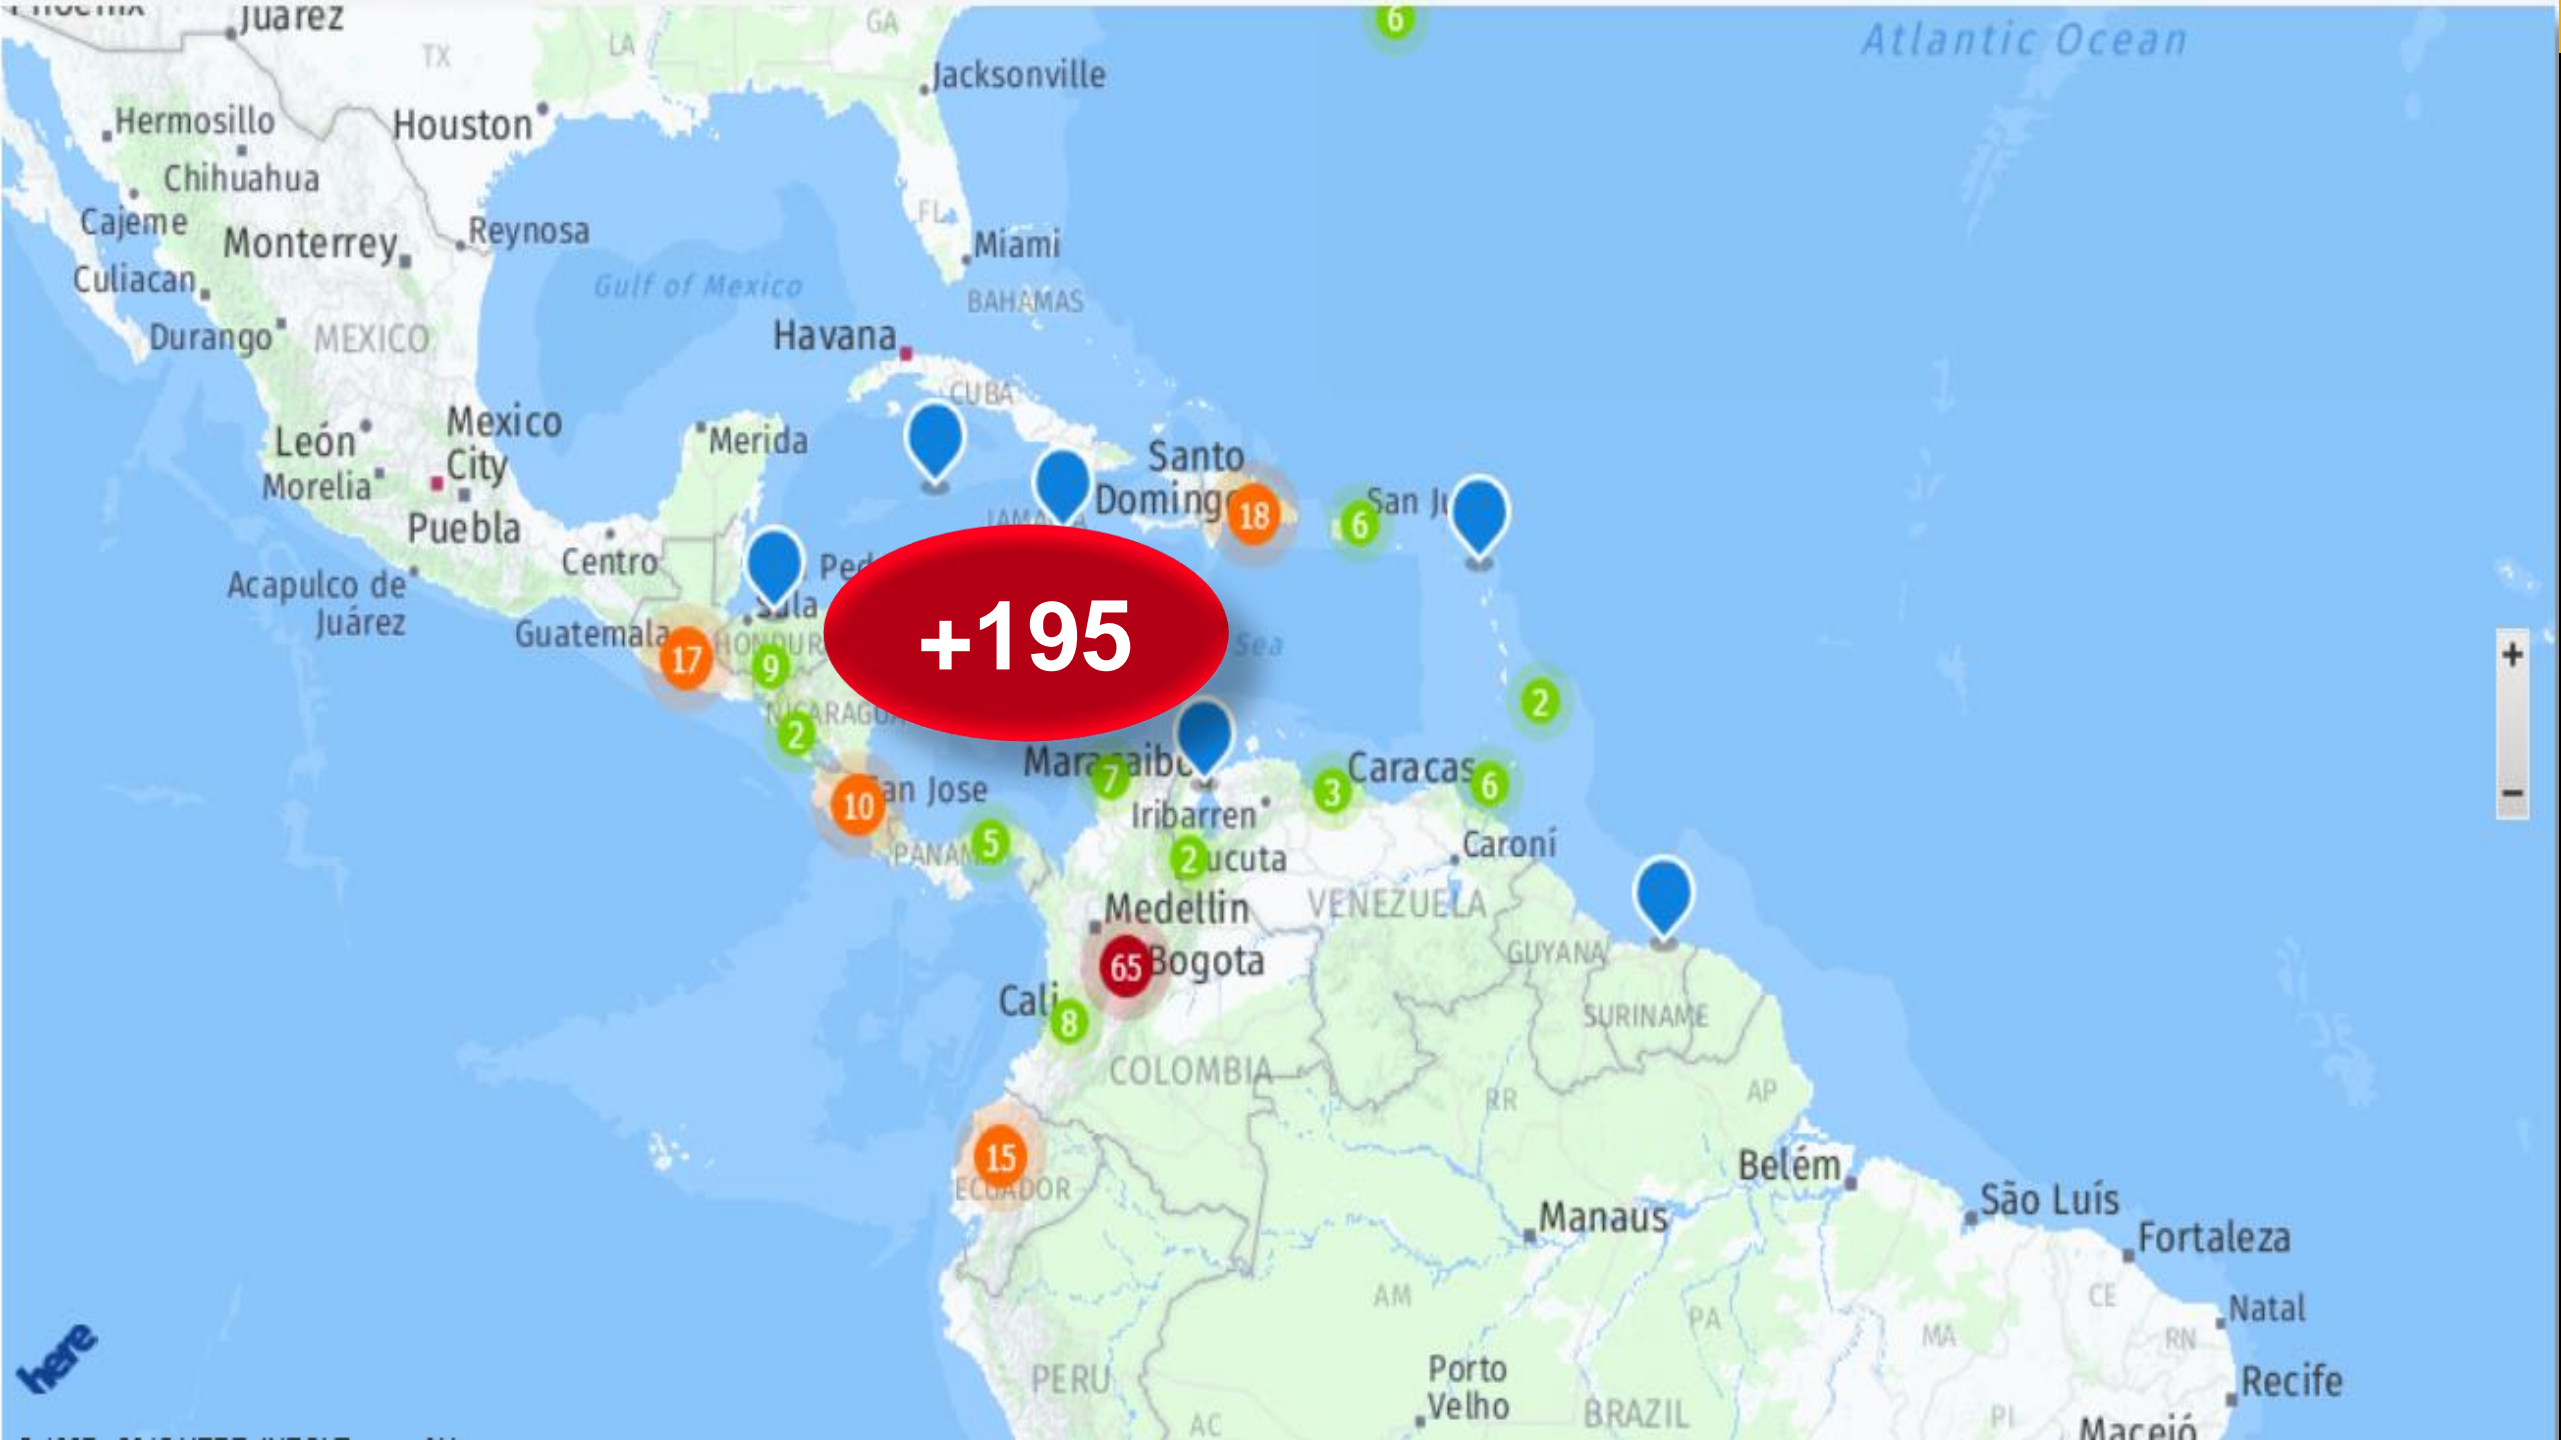 Juarez
6
Atlantic Ocean
GA
LA
TX
Jacksonville
Hermosillo
Houston
Chihuahua
FL
Cajeme
Reynosa
Monterrey
Miami
Culiacan
Gulf of Mexico
BAHAMAS
Durango
MEXICO
Havana
CUBA
León
Mexico
City
Merida
Morelia
Santo
Domingo
18
6
San Ju
Puebla
Centro
Acapulco de
Juárez
Ped
Sula
Guatemala
17
HONDUR
9
+195
Sea
2
NICARAGUA
2
+
−
Maracaibo
7
3
Caracas
6
10
an Jose
Iribarren
5
PANAM
2
ucuta
Caroní
Medellin
VENEZUELA
65
Bogota
GUYANA
Cali
8
SURINAME
COLOMBIA
RR
AP
15
ECUADOR
Belém
Manaus
São Luís
Fortaleza
AM
CE
PA
Natal
MA
RN
here
PERU
Porto
Velho
Recife
AC
BRAZIL
PI
Maceió